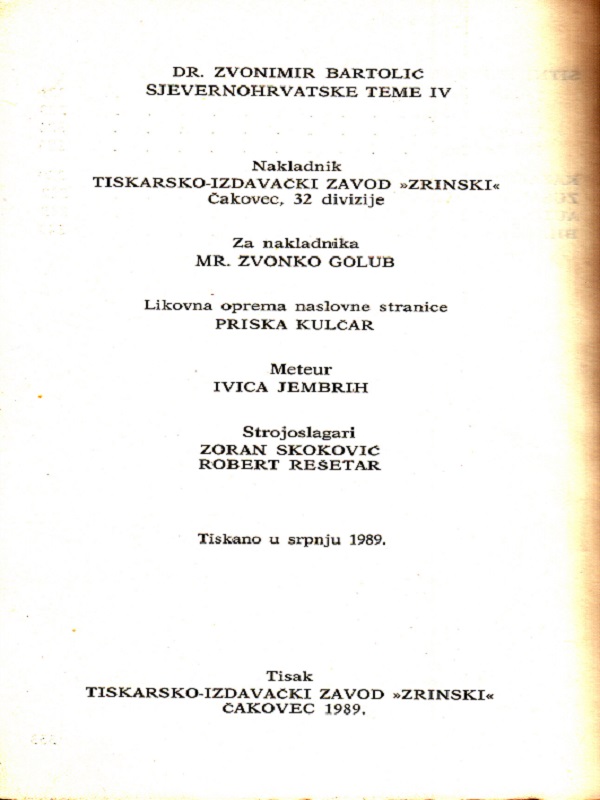 DR. ZVONIMIR BARTOLIĆ
SJEVERNOHRVATSKE TEME IV
Nakladnik
TISKARSKO-IZDAVAČKI ZAVOD »ZRINSKI«
Čakovec, 32 divizije
Za nakladnika
MR. ZVONKO GOLUB
Likovna oprema naslovne stranice
PRISKA KULČAR
Meteur
IVICA JEMBRIH
Strojoslagari
ZORAN SKOKOVIĆ
ROBERT REŠETAR
Tiskano u srpnju 1989.
Tisak
TISKARSKO-IZDAVAČKI ZAVOD »ZRINSKI«
ČAKOVEC 1989.